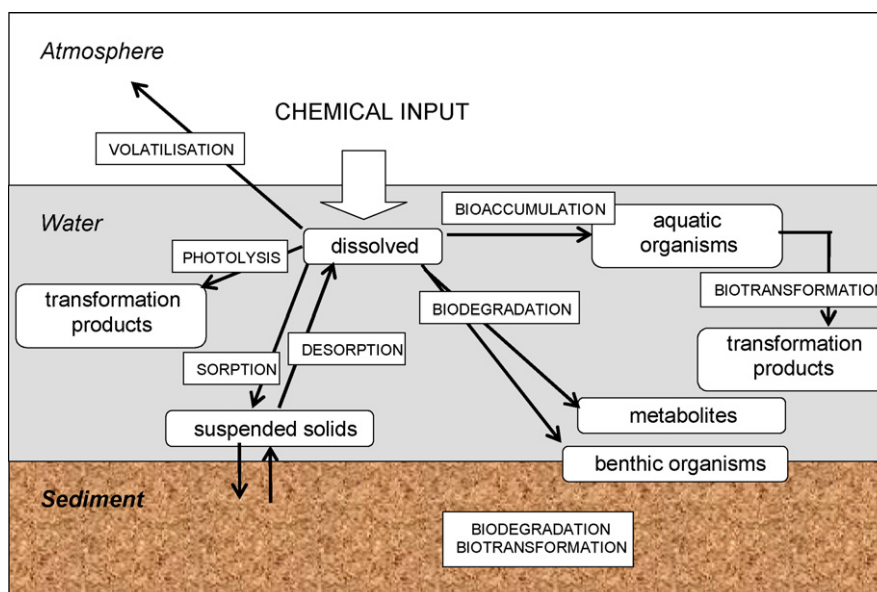 Atmosphere
CHEMICAL INPUT
VOLATILISATION
Water
BIOACCUMULATION
aquatic
organisms
dissolved
PHOTOLYSIS
BIOTRANSFORMATION
transformation
products
BIODEGRADATION
DESORPTION
SORPTION
transformation
products
metabolites
suspended solids
benthic organisms
Sediment
BIODEGRADATION
BIOTRANSFORMATION